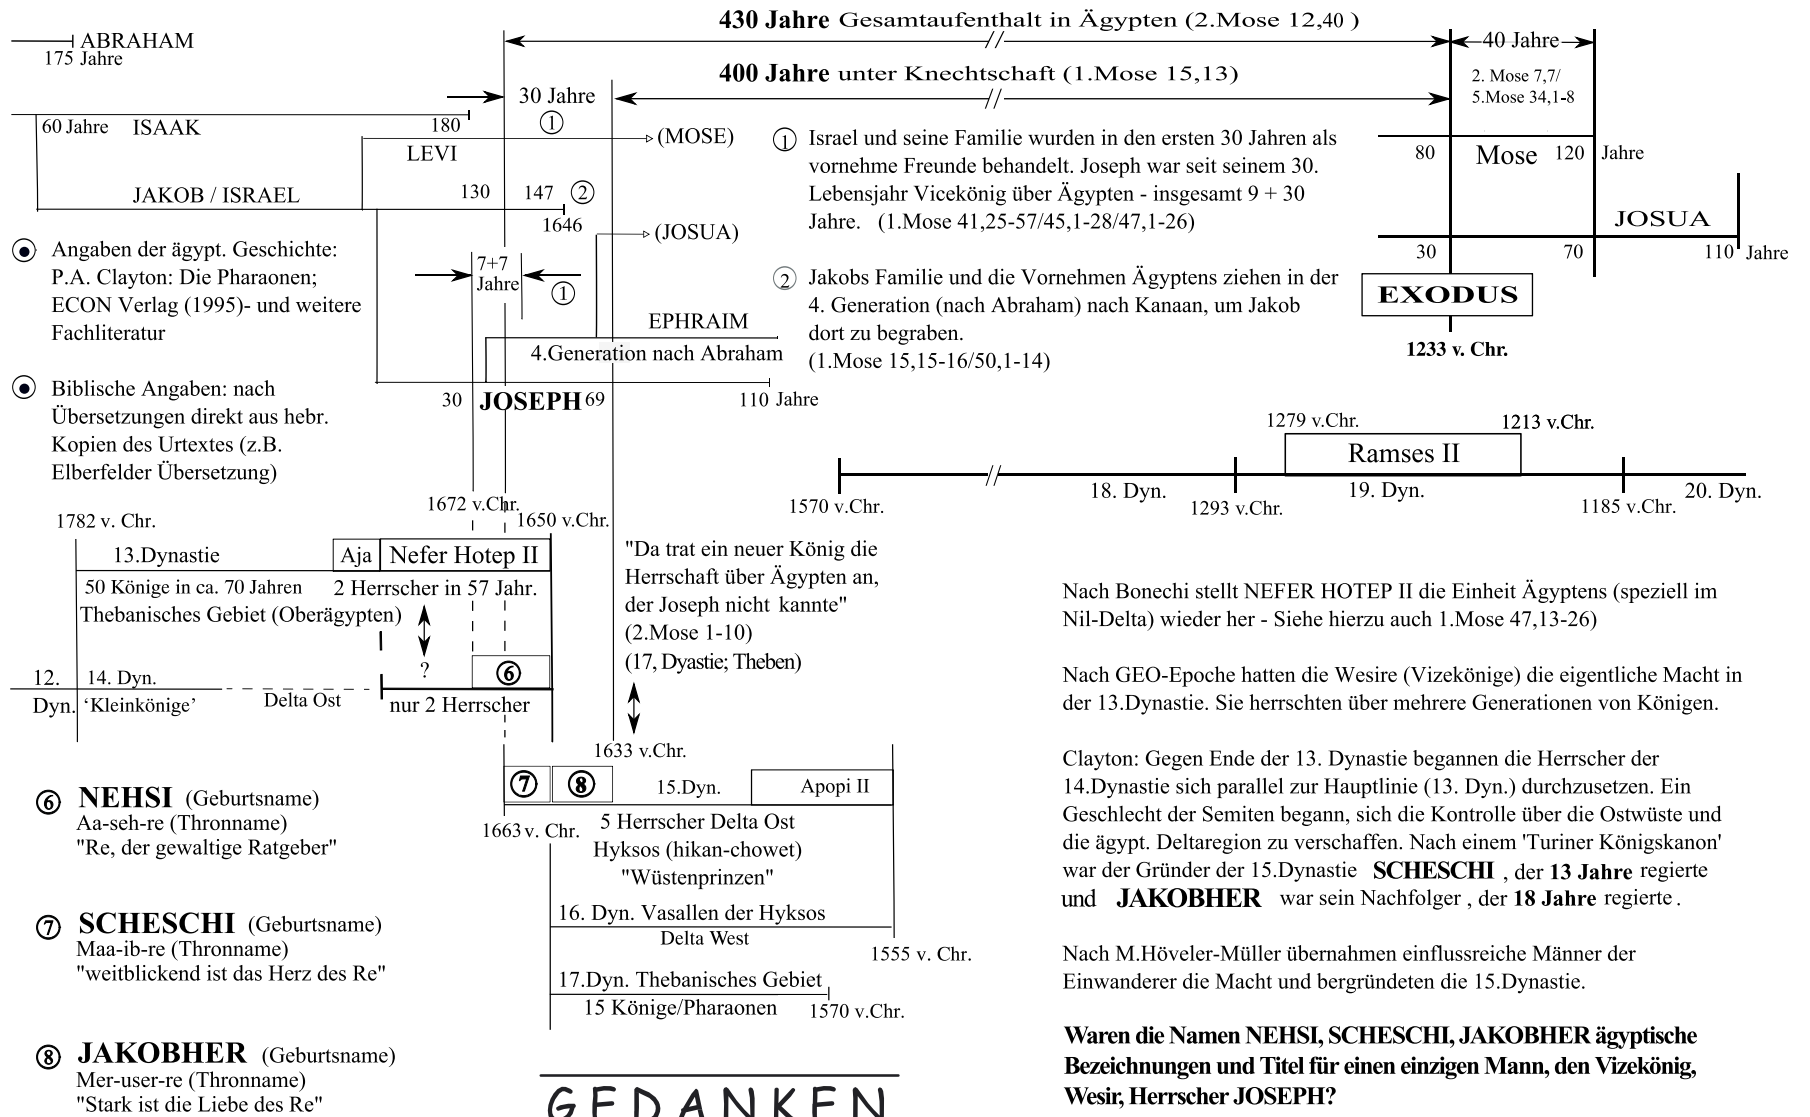 430 Jahre Gesamtaufenthalt in Ägypten (2.Mose 12,40 )
ABRAHAM
175 Jahre
40 Jahre
400 Jahre unter Knechtschaft (1.Mose 15,13)
2. Mose 7,7/
5.Mose 34,1-8
30 Jahre
①
60 Jahre ISAAK 180
LEVI
(MOSE)
JAKOB / ISRAEL 130 147 ②
1646
(JOSUA)
① Israel und seine Familie wurden in den ersten 30 Jahren als
vornehme Freunde behandelt. Joseph war seit seinem 30.
Lebensjahr Vicekönig über Ägypten - insgesamt 9 + 30
Jahre. (1.Mose 41,25-57/45,1-28/47,1-26)
② Jakobs Familie und die Vornehmen Ägyptens ziehen in der
4. Generation (nach Abraham) nach Kanaan, um Jakob
dort zu begraben.
(1.Mose 15,15-16/50,1-14)
80 Mose 120 Jahre
JOSUA
30 70 110 Jahre
EXODUS
1233 v. Chr.
Angaben der ägypt. Geschichte:
P.A. Clayton: Die Pharaonen;
ECON Verlag (1995)- und weitere
Fachliteratur
7+7
Jahre
①
EPHRAIM
4.Generation nach Abraham
Biblische Angaben: nach
Übersetzungen direkt aus hebr.
Kopien des Urtextes (z.B.
Elberfelder Übersetzung)
30 JOSEPH 69 110 Jahre
1279 v.Chr. 1213 v.Chr.
Ramses II
18. Dyn. 19. Dyn. 20. Dyn.
1570 v.Chr. 1293 v.Chr. 1185 v.Chr.
1672 v.Chr.
1650 v.Chr.
1782 v. Chr.
13.Dynastie Aja Nefer Hotep II
50 Könige in ca. 70 Jahren 2 Herrscher in 57 Jahr.
Thebanisches Gebiet (Oberägypten)
?
⑥
12. 14. Dyn.
Dyn. ‘Kleinkönige’ Delta Ost nur 2 Herrscher
"Da trat ein neuer König die
Herrschaft über Ägypten an,
der Joseph nicht kannte"
(2.Mose 1-10)
(17, Dyastie; Theben)
1633 v.Chr.
⑦ ⑧ 15.Dyn. Apopi II
1663 v. Chr.
5 Herrscher Delta Ost
Hyksos (hikan-chowet)
"Wüstenprinzen"
16. Dyn. Vasallen der Hyksos
Delta West
1555 v. Chr.
17.Dyn. Thebanisches Gebiet
15 Könige/Pharaonen 1570 v.Chr.
⑥ NEHSI (Geburtsname)
Aa-seh-re (Thronname)
"Re, der gewaltige Ratgeber"
⑦ SCHESCHI (Geburtsname)
Maa-ib-re (Thronname)
"weitblickend ist das Herz des Re"
⑧ JAKOBHER (Geburtsname)
Mer-user-re (Thronname)
"Stark ist die Liebe des Re"
GEDANKEN
Nach Bonechi stellt NEFER HOTEP II die Einheit Ägyptens (speziell im
Nil-Delta) wieder her - Siehe hierzu auch 1.Mose 47,13-26)
Nach GEO-Epoche hatten die Wesire (Vizekönige) die eigentliche Macht in
der 13.Dynastie. Sie herrschten über mehrere Generationen von Königen.
Clayton: Gegen Ende der 13. Dynastie begannen die Herrscher der
14.Dynastie sich parallel zur Hauptlinie (13. Dyn.) durchzusetzen. Ein
Geschlecht der Semiten begann, sich die Kontrolle über die Ostwüste und
die ägypt. Deltaregion zu verschaffen. Nach einem 'Turiner Königskanon'
war der Gründer der 15.Dynastie SCHESCHI , der 13 Jahre regierte
und JAKOBHER war sein Nachfolger , der 18 Jahre regierte .
Nach M.Höveler-Müller übernahmen einflussreiche Männer der
Einwanderer die Macht und bergründeten die 15.Dynastie.
Waren die Namen NEHSI, SCHESCHI, JAKOBHER ägyptische
Bezeichnungen und Titel für einen einzigen Mann, den Vizekönig,
Wesir, Herrscher JOSEPH?